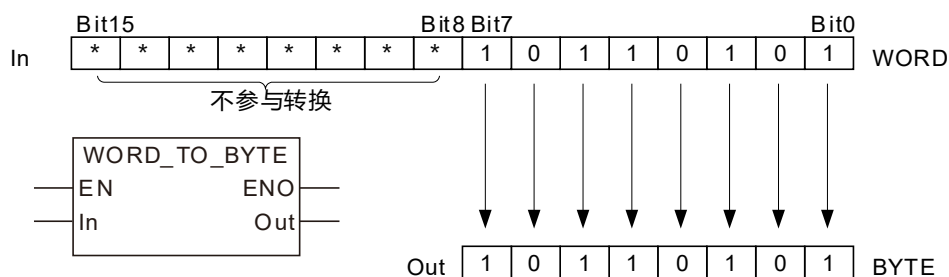 Bit15 Bit8 Bit7 Bit0
In * * * * * * * * 1 0 1 1 0 1 0 1 WORD
不参与转换
WORD_TO_BYTE
EN ENO
In Out
Out 1 0 1 1 0 1 0 1 BYTE